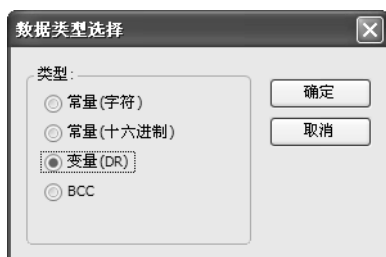 数据类型选择
类型:
常量(字符)
常量(十六进制)
变量(DR)
BCC
确定
取消